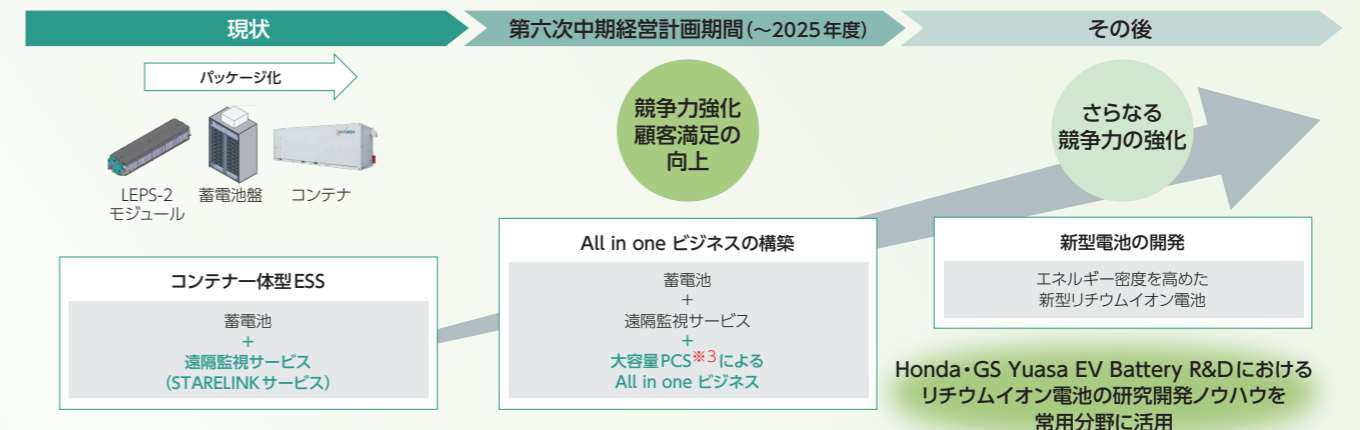 現状
第六次中期経営計画期間(～2025年度)
その後
パッケージ化
LEPS-2
モジュール
蓄電池盤
コンテナ
コンテナ一体型ESS
蓄電池
+
遠隔監視サービス
(STARELINKサービス)
競争力強化
顧客満足の
向上
All in one ビジネスの構築
蓄電池
+
遠隔監視サービス
+
大容量PCS※3による
All in one ビジネス
さらなる
競争力の強化
新型電池の開発
エネルギー密度を高めた
新型リチウムイオン電池
Honda・GS Yuasa EV Battery R&Dにおける
リチウムイオン電池の研究開発ノウハウを
常用分野に活用